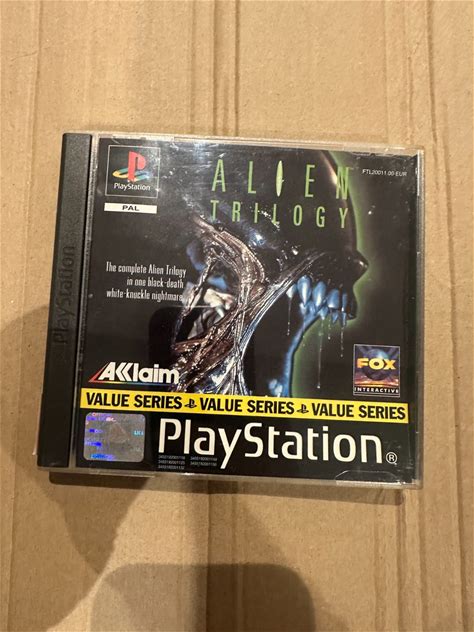 PlayStation
PlayStation
PAL
FTL20011.00 EUR
ALIEN
TRILOGY
The complete Alien Trilogy
in one black-death
white-knuckle nightmare
AKlaim
FOX
INTERACTIVE
VALUE SERIES VALUE SERIES VALUE SERIES
PlayStation®